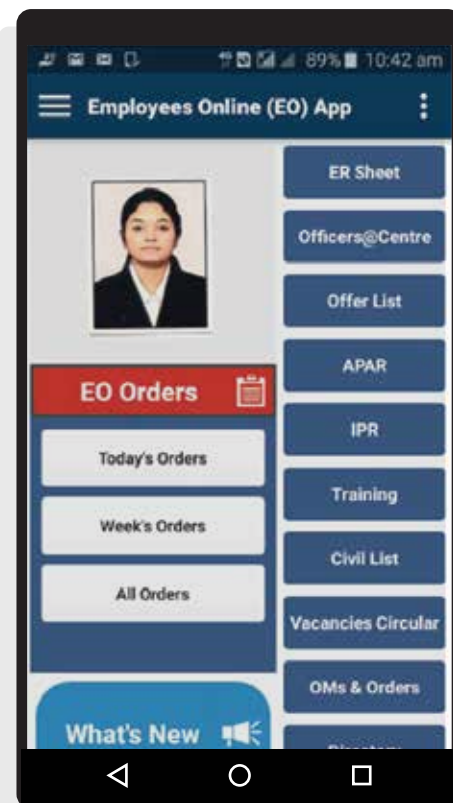 89% 10:42 am
Employees Online (EO) App
EO Orders
Today's Orders
Week's Orders
All Orders
What's New
ER Sheet
Officers@Centre
Offer List
APAR
IPR
Training
Civil List
Vacancies Circular
OMs & Orders